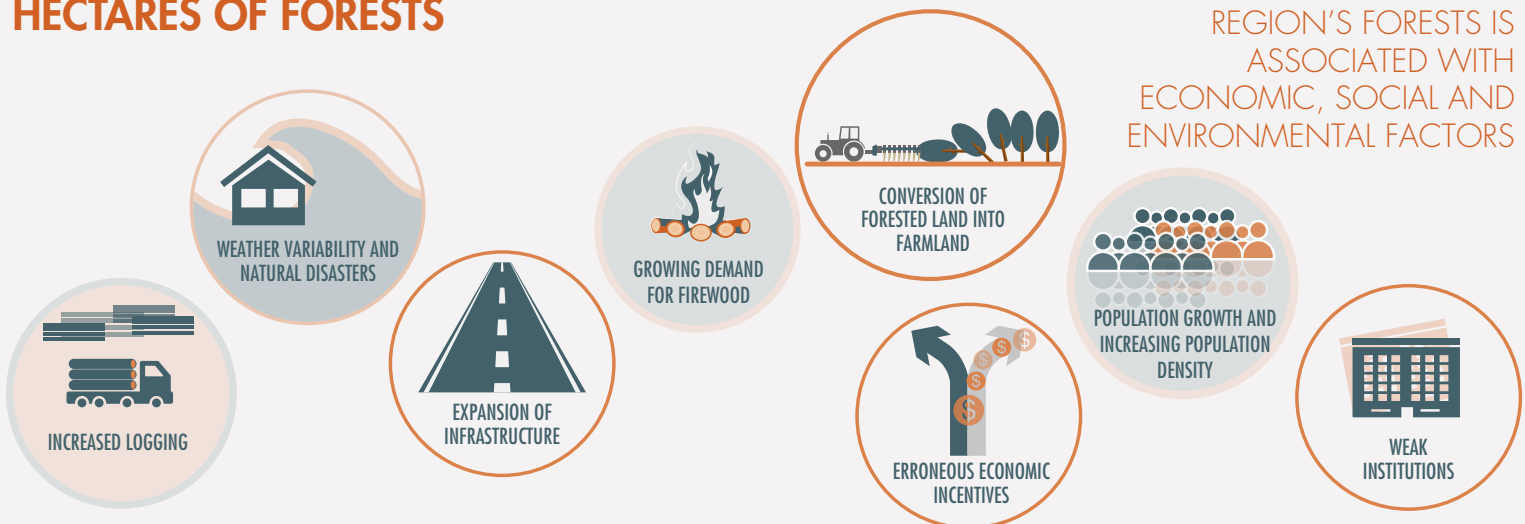 HECTARES OF FORESTS
REGION'S FORESTS IS
ASSOCIATED WITH
ECONOMIC, SOCIAL AND
ENVIRONMENTAL FACTORS
INCREASED LOGGING
WEATHER VARIABILITY AND
NATURAL DISASTERS
EXPANSION OF
INFRASTRUCTURE
GROWING DEMAND
FOR FIREWOOD
CONVERSION OF
FORESTED LAND INTO
FARMLAND
ERRONEOUS ECONOMIC
INCENTIVES
$
$
$
$
$
POPULATION GROWTH AND
INCREASING POPULATION
DENSITY
WEAK
INSTITUTIONS